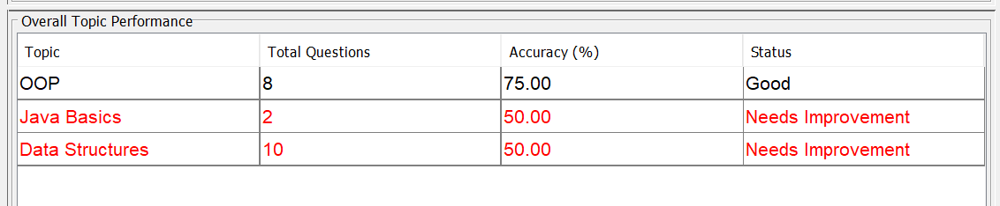 Overall Topic Performance
Topic Total Questions Accuracy (%) Status
OOP 8 75.00 Good
Java Basics 2 50.00 Needs Improvement
Data Structures 10 50.00 Needs Improvement